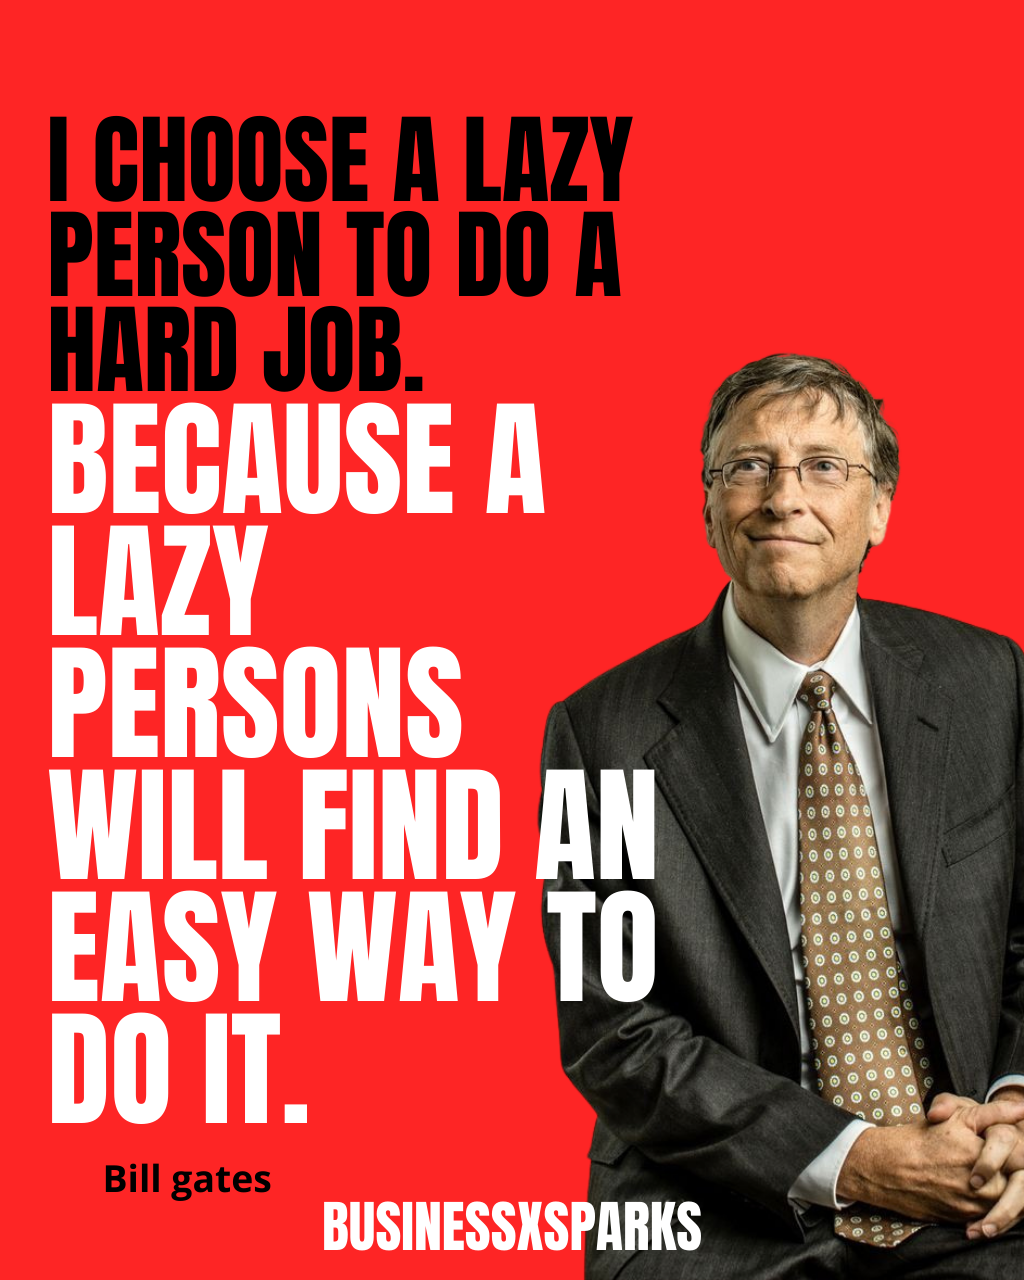 I CHOOSE A LAZY
PERSON TO DO A
HARD JOB.
BECAUSE A
LAZY
PERSONS
WILL FIND AN
EASY WAY TO
DO IT.
Bill gates
BUSINESSXSPARKS